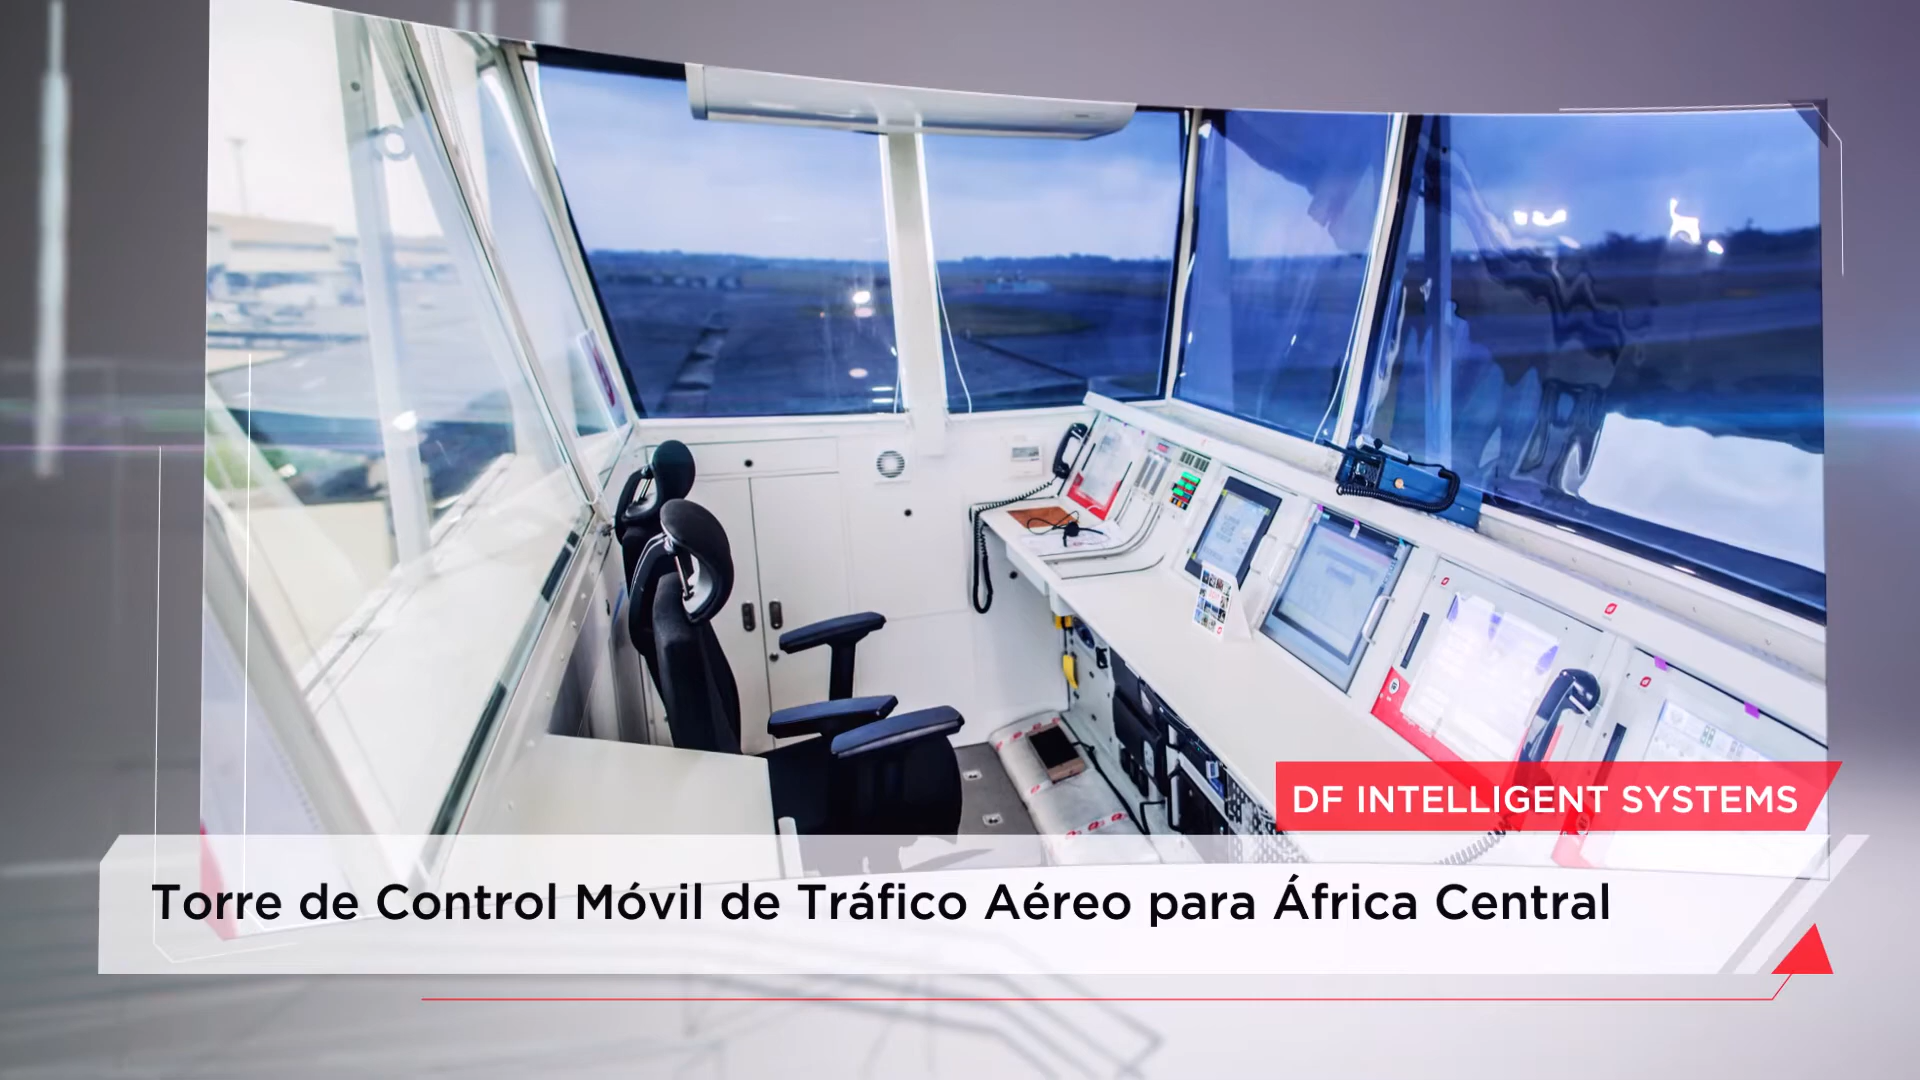 DF INTELLIGENT SYSTEMS
Torre de Control Móvil de Tráfico Aéreo para África Central